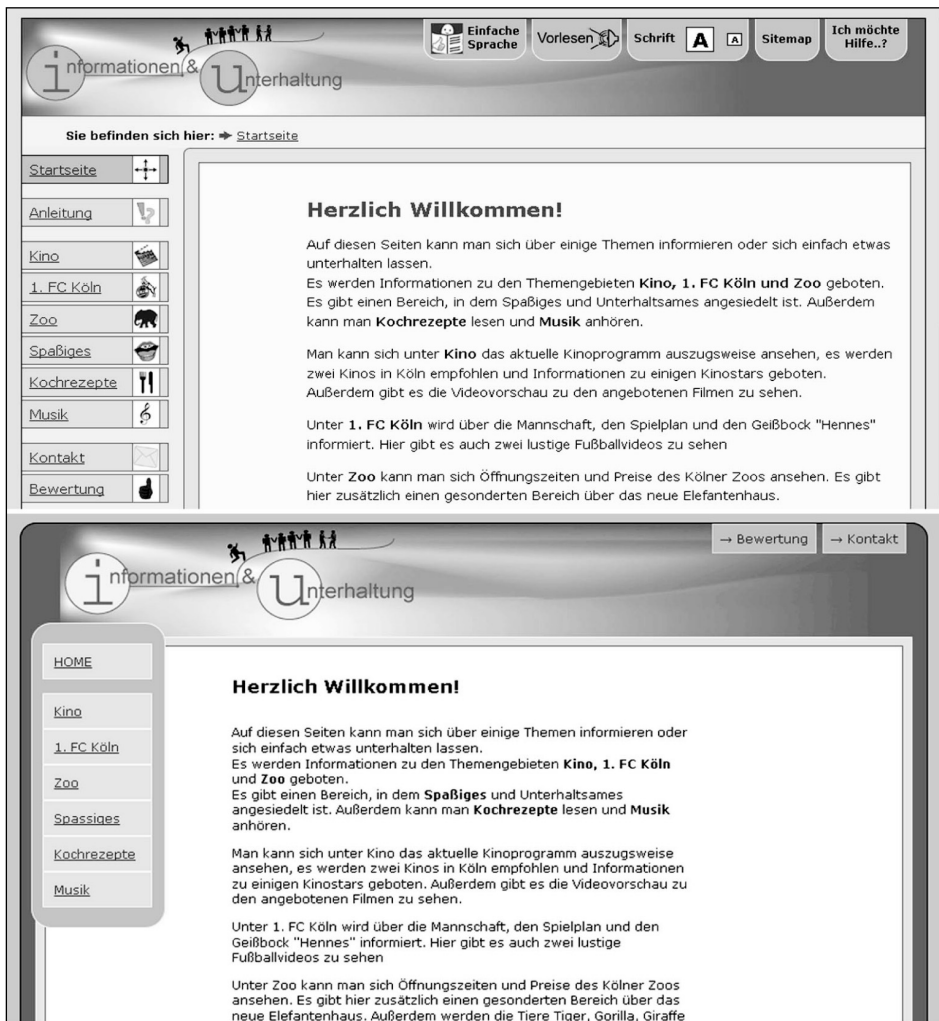 Einfache
Sprache
Vorlesen
Schrift A A
Sitemap
Ich möchte
Hilfe..?
informationen & Unterhaltung
Sie befinden sich hier: Startseite
Startseite
Anleitung
Kino
1. FC Köln
Zoo
Spaßiges
Kochrezepte
Musik
Kontakt
Bewertung
Herzlich Willkommen!
Auf diesen Seiten kann man sich über einige Themen informieren oder sich einfach etwas
unterhalten lassen.
Es werden Informationen zu den Themengebieten Kino, 1. FC Köln und Zoo geboten.
Es gibt einen Bereich, in dem Spaßiges und Unterhaltsames angesiedelt ist. Außerdem
kann man Kochrezepte lesen und Musik anhören.
Man kann sich unter Kino das aktuelle Kinoprogramm auszugsweise ansehen, es werden
zwei Kinos in Köln empfohlen und Informationen zu einigen Kinostars geboten.
Außerdem gibt es die Videovorschau zu den angebotenen Filmen zu sehen.
Unter 1. FC Köln wird über die Mannschaft, den Spielplan und den Geißbock "Hennes"
informiert. Hier gibt es auch zwei lustige Fußballvideos zu sehen
Unter Zoo kann man sich Öffnungszeiten und Preise des Kölner Zoos ansehen. Es gibt
hier zusätzlich einen gesonderten Bereich über das neue Elefantenhaus.
→ Bewertung
→ Kontakt
informationen & Unterhaltung
HOME
Kino
1. FC Köln
Zoo
Spassiges
Kochrezepte
Musik
Herzlich Willkommen!
Auf diesen Seiten kann man sich über einige Themen informieren oder
sich einfach etwas unterhalten lassen.
Es werden Informationen zu den Themengebieten Kino, 1. FC Köln
und Zoo geboten.
Es gibt einen Bereich, in dem Spaßiges und Unterhaltsames
angesiedelt ist. Außerdem kann man Kochrezepte lesen und Musik
anhören.
Man kann sich unter Kino das aktuelle Kinoprogramm auszugsweise
ansehen, es werden zwei Kinos in Köln empfohlen und Informationen
zu einigen Kinostars geboten. Außerdem gibt es die Videovorschau zu
den angebotenen Filmen zu sehen.
Unter 1. FC Köln wird über die Mannschaft, den Spielplan und den
Geißbock "Hennes" informiert. Hier gibt es auch zwei lustige
Fußballvideos zu sehen
Unter Zoo kann man sich Öffnungszeiten und Preise des Kölner Zoos
ansehen. Es gibt hier zusätzlich einen gesonderten Bereich über das
neue Elefantenhaus. Außerdem werden die Tiere Tiger, Gorilla, Giraffe